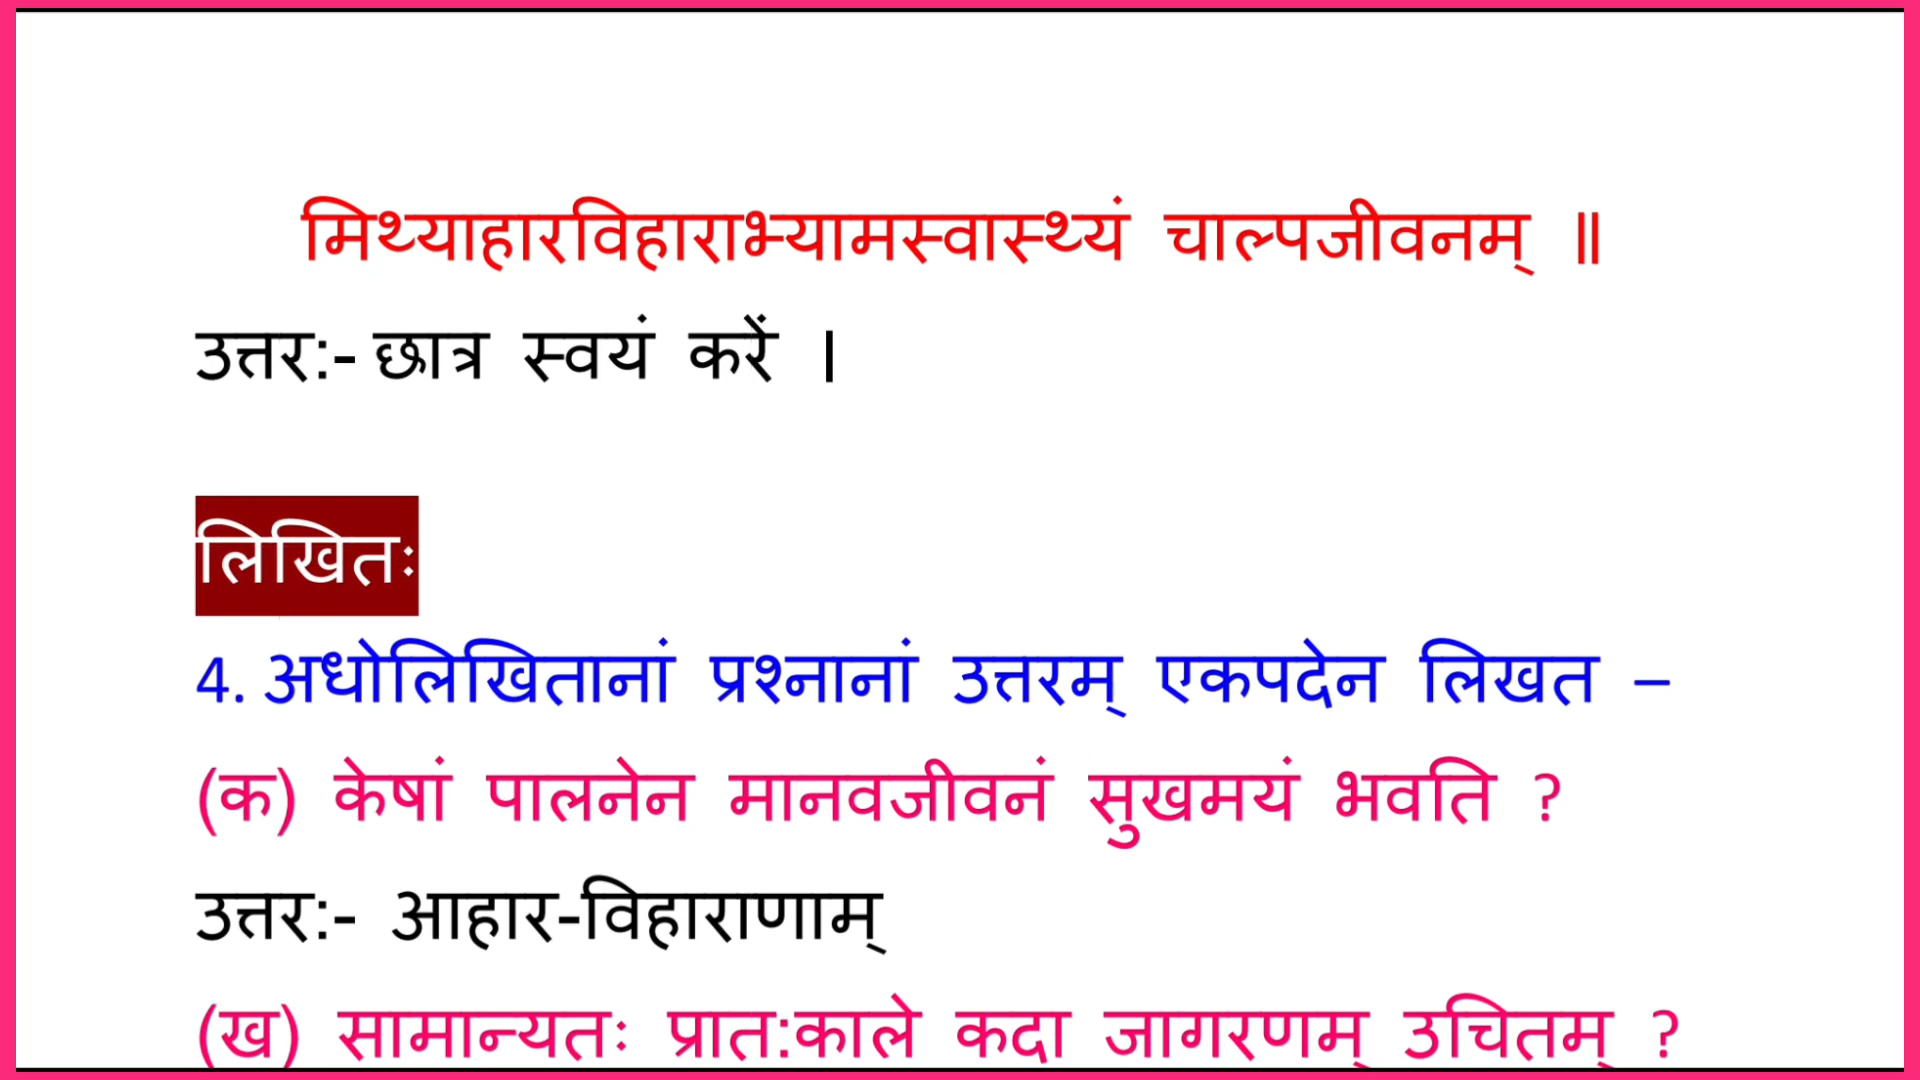 मिथ्याहारविहाराभ्यामस्वास्थ्यं चाल्पजीवनम् ॥
उत्तर:- छात्र स्वयं करें ।
लिखितः
4. अधोलिखितानां प्रश्नानां उत्तरम् एकपदेन लिखत –
(क) केषां पालनेन मानवजीवनं सुखमयं भवति ?
उत्तर:- आहार-विहाराणाम्
(ख) सामान्यतः प्रात:काले कदा जागरणम् उचितम् ?